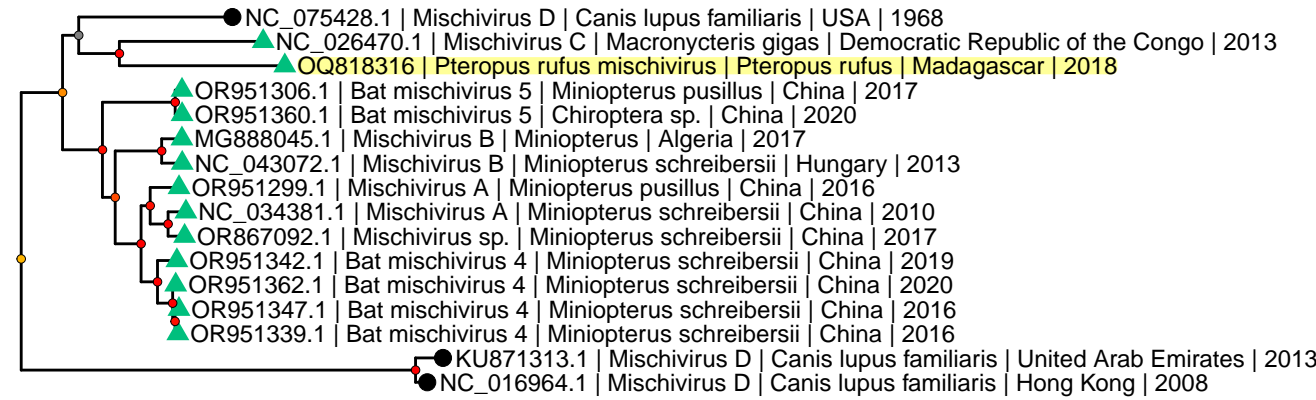 NC_075428.1 | Mischivirus D | Canis lupus familiaris | USA | 1968
NC_026470.1 | Mischivirus C | Macronycteris gigas | Democratic Republic of the Congo | 2013
OQ818316 | Pteropus rufus mischivirus | Pteropus rufus | Madagascar | 2018
OR951306.1 | Bat mischivirus 5 | Miniopterus pusillus | China | 2017
OR951360.1 | Bat mischivirus 5 | Chiroptera sp. | China | 2020
MG888045.1 | Mischivirus B | Miniopterus | Algeria | 2017
NC_043072.1 | Mischivirus B | Miniopterus schreibersii | Hungary | 2013
OR951299.1 | Mischivirus A | Miniopterus pusillus | China | 2016
NC_034381.1 | Mischivirus A | Miniopterus schreibersii | China | 2010
OR867092.1 | Mischivirus sp. | Miniopterus schreibersii | China | 2017
OR951342.1 | Bat mischivirus 4 | Miniopterus schreibersii | China | 2019
OR951362.1 | Bat mischivirus 4 | Miniopterus schreibersii | China | 2020
OR951347.1 | Bat mischivirus 4 | Miniopterus schreibersii | China | 2016
OR951339.1 | Bat mischivirus 4 | Miniopterus schreibersii | China | 2016
KU871313.1 | Mischivirus D | Canis lupus familiaris | United Arab Emirates | 2013
NC_016964.1 | Mischivirus D | Canis lupus familiaris | Hong Kong | 2008